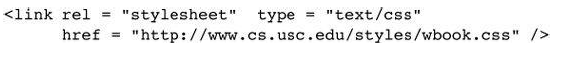 <link rel = "stylesheet"  type = "text/css"
      href = "http://www.cs.usc.edu/styles/wbook.css" />